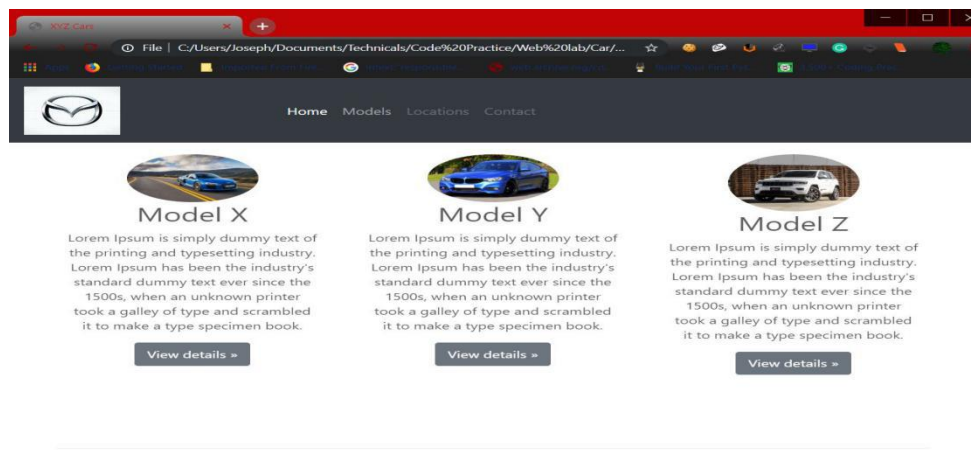 XYZ Cars
File | C:/Users/Joseph/Documents/Technicals/Code%20Practice/Web%20lab/Car/...
Apps
Home Models Locations Contact
Model X
Lorem Ipsum is simply dummy text of
the printing and typesetting industry.
Lorem Ipsum has been the industry's
standard dummy text ever since the
1500s, when an unknown printer
took a galley of type and scrambled
it to make a type specimen book.
View details »
Model Y
Lorem Ipsum is simply dummy text of
the printing and typesetting industry.
Lorem Ipsum has been the industry's
standard dummy text ever since the
1500s, when an unknown printer
took a galley of type and scrambled
it to make a type specimen book.
View details »
Model Z
Lorem Ipsum is simply dummy text of
the printing and typesetting industry.
Lorem Ipsum has been the industry's
standard dummy text ever since the
1500s, when an unknown printer
took a galley of type and scrambled
it to make a type specimen book.
View details »